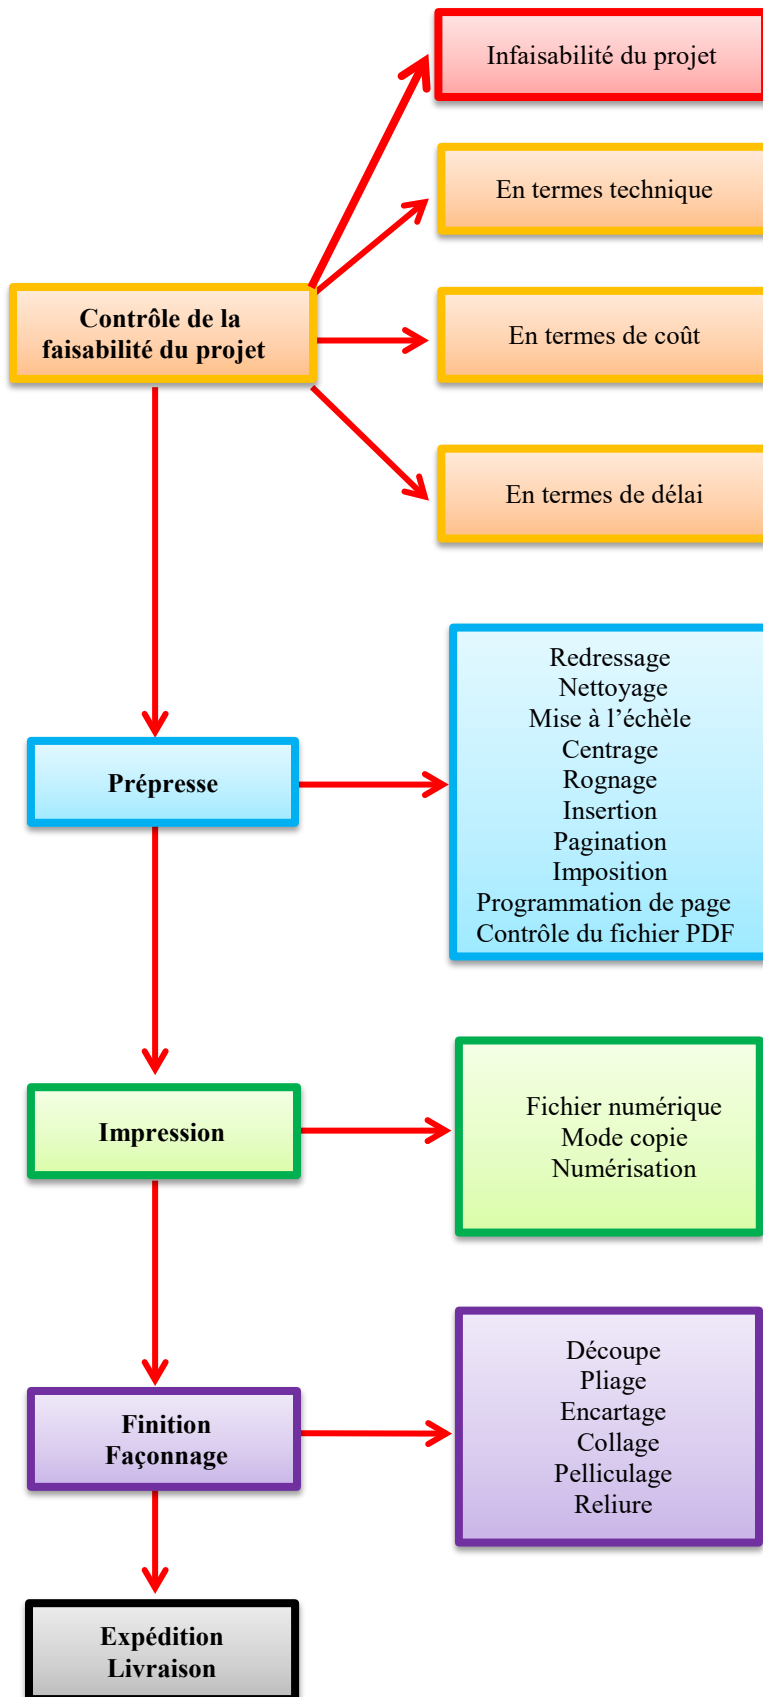 Infaisabilité du projet
En termes technique
Contrôle de la
faisabilité du projet
En termes de coût
En termes de délai
Redressage
Nettoyage
Mise à l’échèle
Centrage
Rognage
Insertion
Pagination
Imposition
Programmation de page
Contrôle du fichier PDF
Prépresse
Impression
Fichier numérique
Mode copie
Numérisation
Finition
Façonnage
Découpe
Pliage
Encartage
Collage
Pelliculage
Reliure
Expédition
Livraison